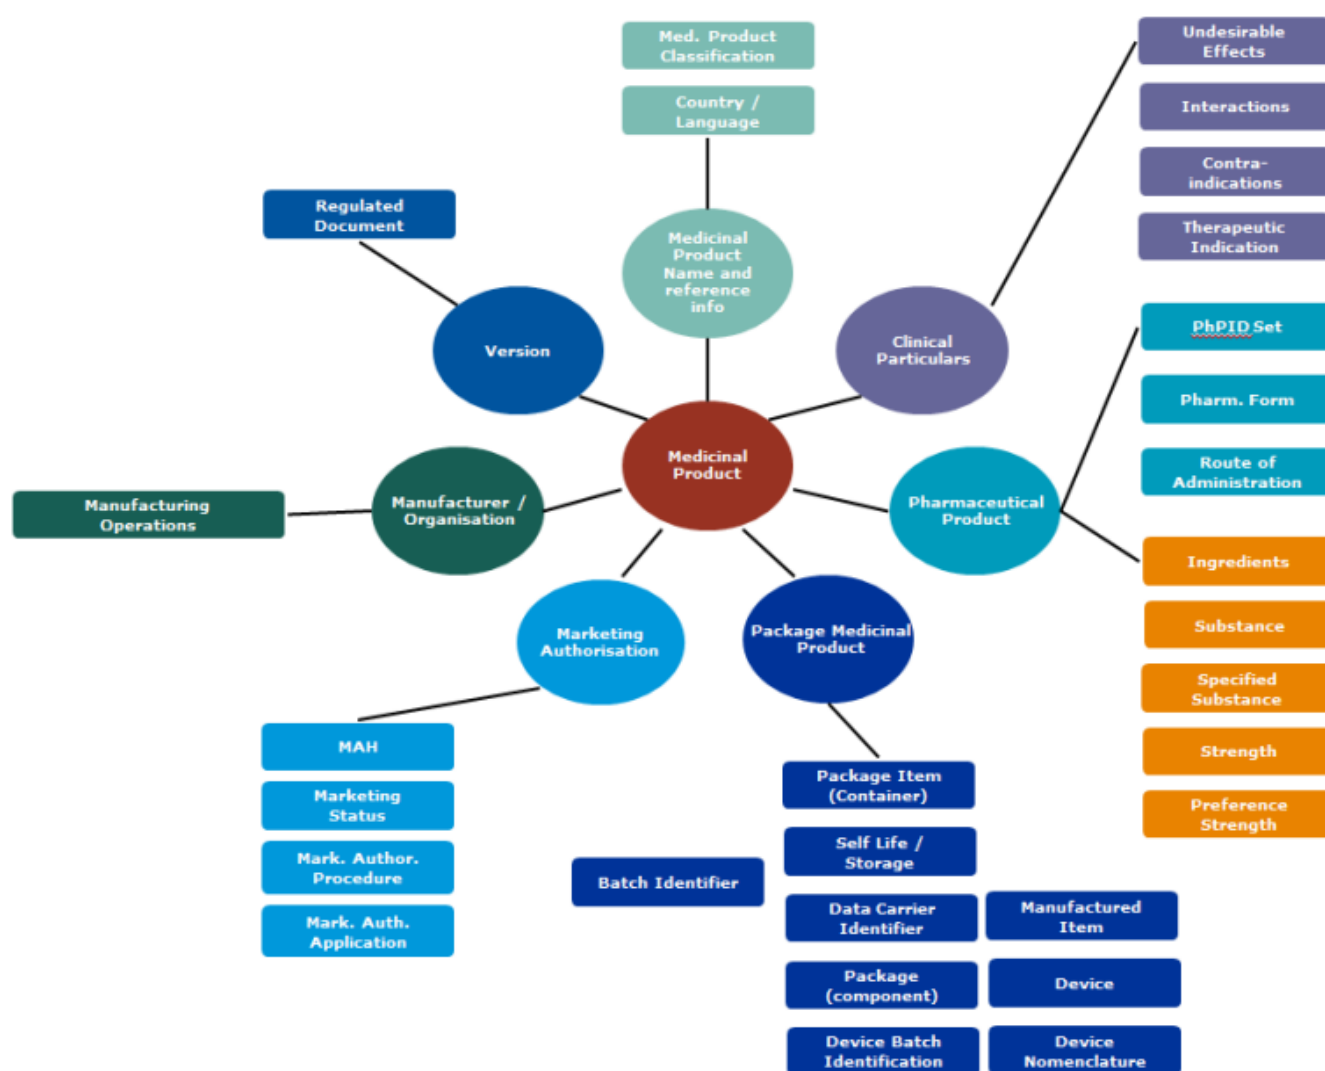 Med. Product
Classification
Country /
Language
Regulated
Document
Medicinal
Product
Name and
reference
info
Version
Clinical
Particulars
Undesirable
Effects
Interactions
Contra-
indications
Therapeutic
Indication
PhPID Set
Pharm. Form
Route of
Administration
Medicinal
Product
Manufacturing
Operations
Manufacturer /
Organisation
Pharmaceutical
Product
Ingredients
Substance
Specified
Substance
Strength
Preference
Strength
Marketing
Authorisation
Package Medicinal
Product
MAH
Marketing
Status
Mark. Author.
Procedure
Mark. Auth.
Application
Package Item
(Container)
Self Life /
Storage
Batch Identifier
Data Carrier
Identifier
Manufactured
Item
Package
(component)
Device
Device Batch
Identification
Device
Nomenclature